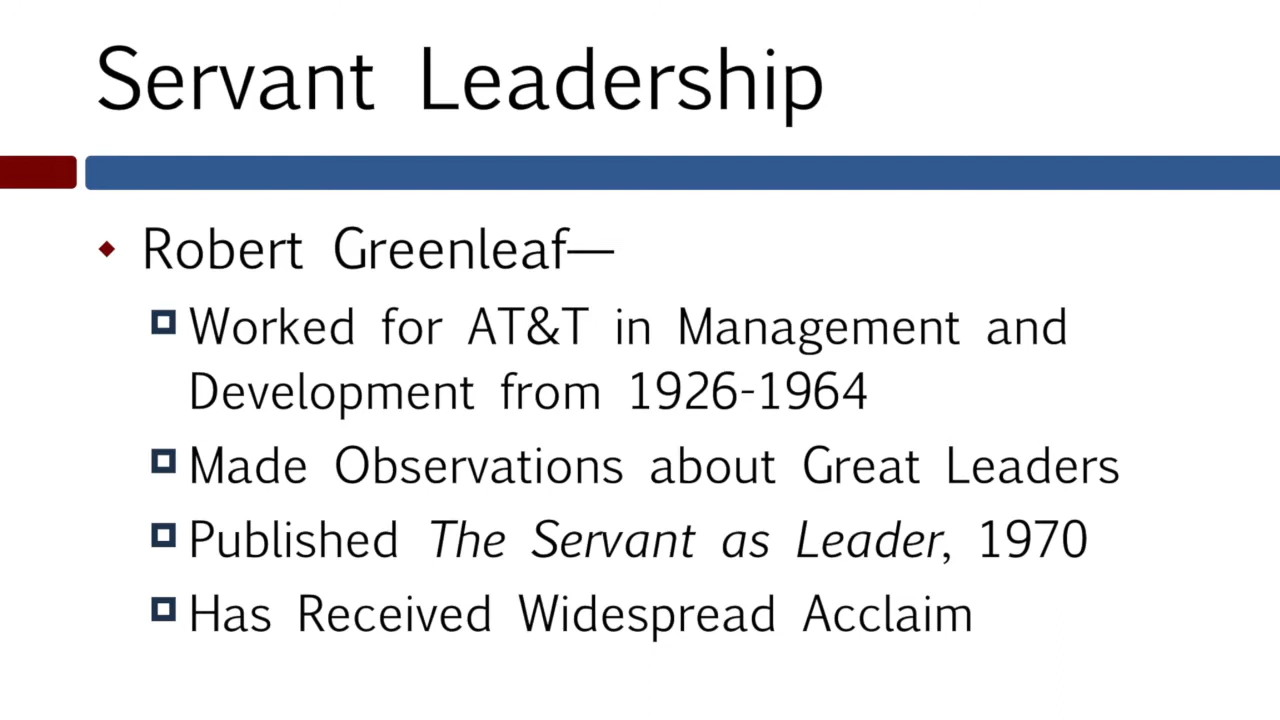 Servant Leadership
Robert Greenleaf—
Worked for AT&T in Management and
Development from 1926-1964
Made Observations about Great Leaders
Published The Servant as Leader, 1970
Has Received Widespread Acclaim